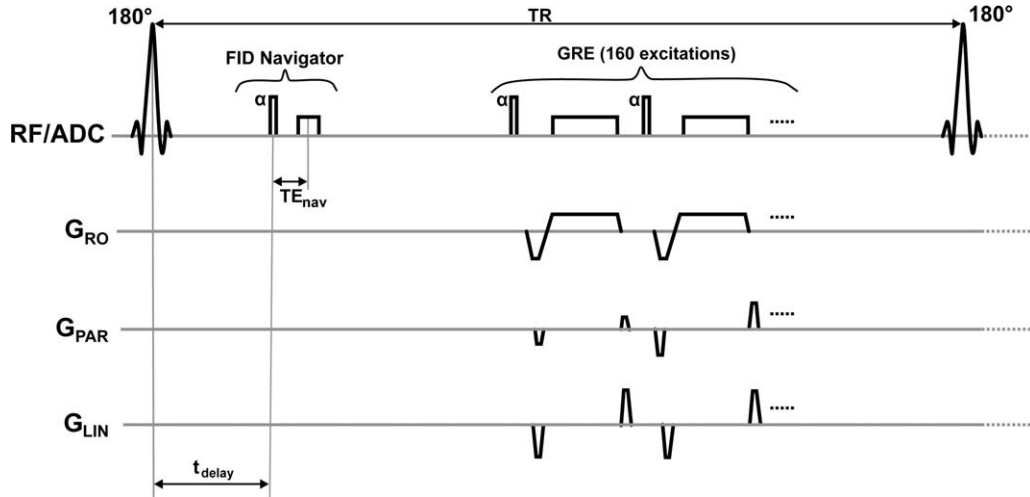 180°
TR
180°
FID Navigator
GRE (160 excitations)
α
α
α
RF/ADC
.....
TEnav
GRO
.....
GPAR
.....
GLIN
.....
tdelay